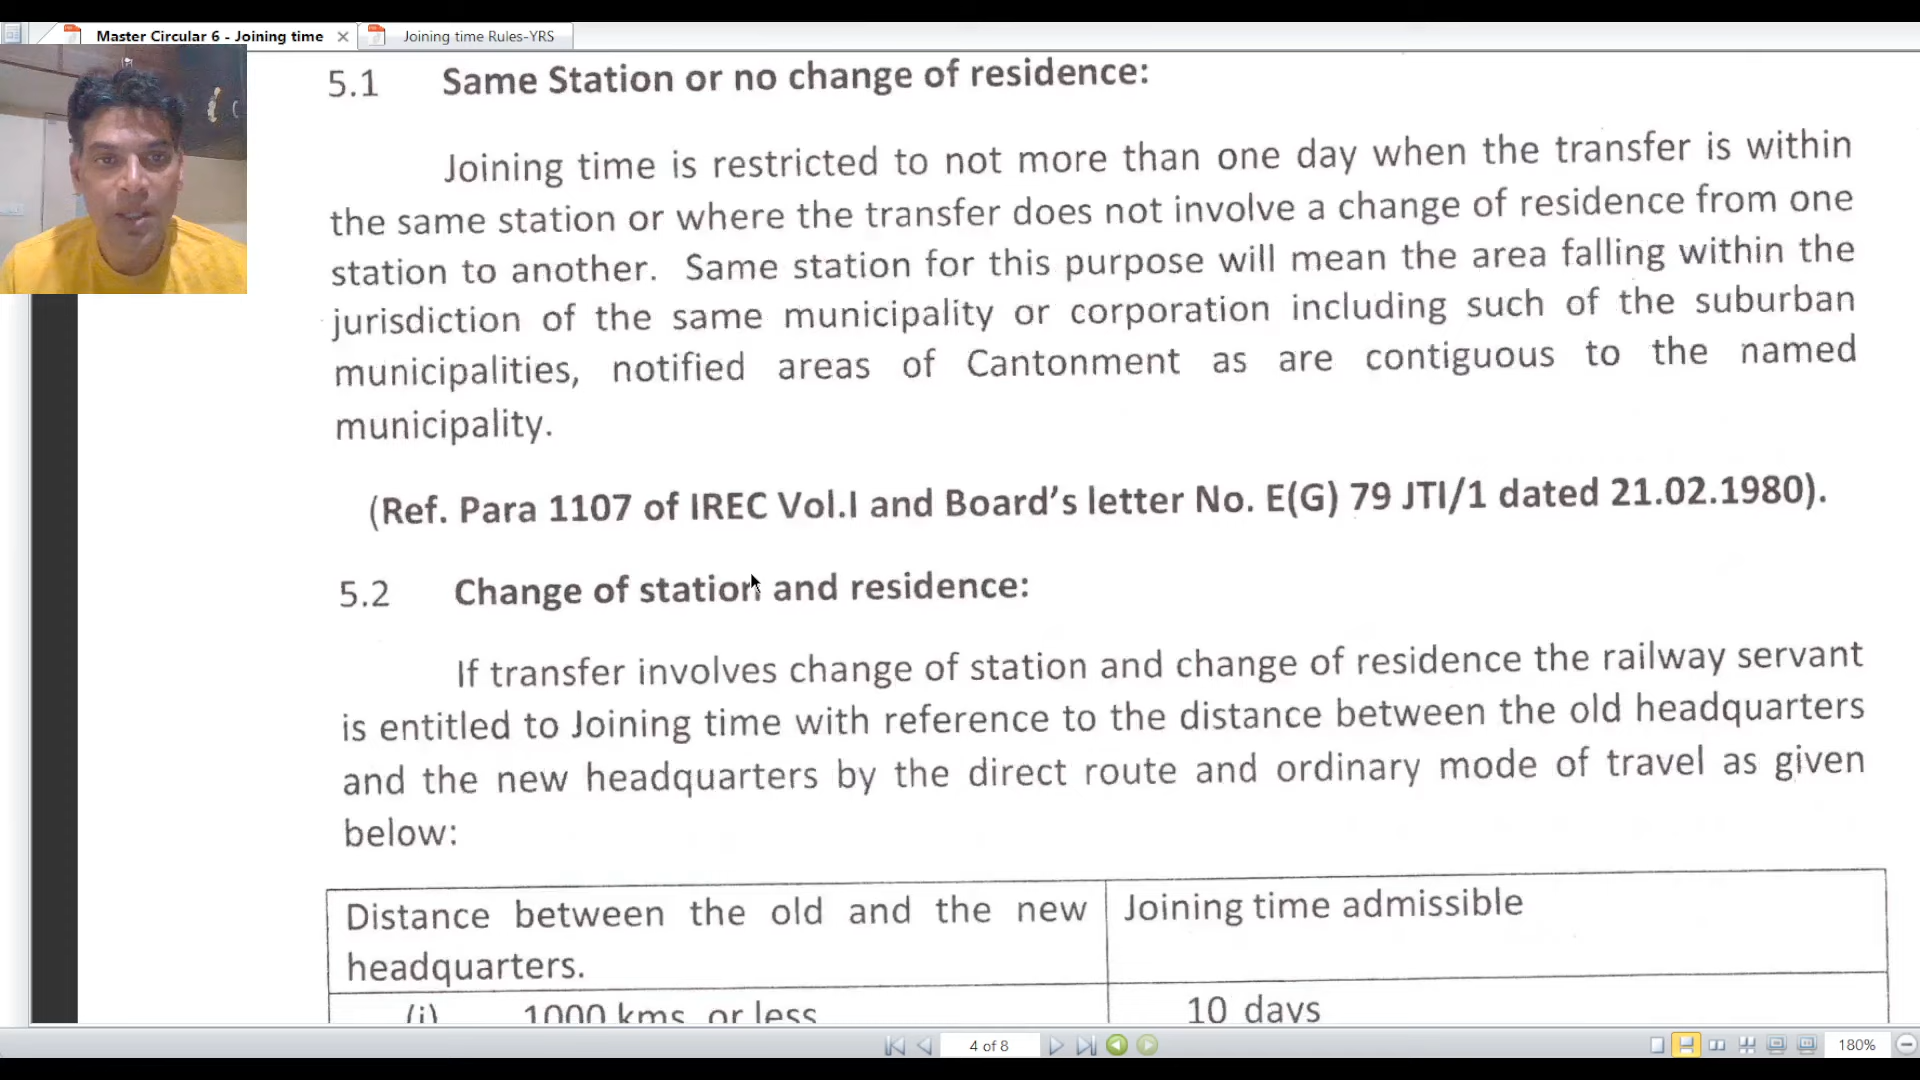 Master Circular 6 - Joining time
Joining time Rules-YRS
5.1 Same Station or no change of residence:
Joining time is restricted to not more than one day when the transfer is within
the same station or where the transfer does not involve a change of residence from one
station to another. Same station for this purpose will mean the area falling within the
jurisdiction of the same municipality or corporation including such of the suburban
municipalities, notified areas of Cantonment as are contiguous to the named
municipality.
(Ref. Para 1107 of IREC Vol.I and Board's letter No. E(G) 79 JTI/1 dated 21.02.1980).
5.2 Change of station and residence:
If transfer involves change of station and change of residence the railway servant
is entitled to Joining time with reference to the distance between the old headquarters
and the new headquarters by the direct route and ordinary mode of travel as given
below:
Distance between the old and the new
headquarters.
Joining time admissible
(i) 1000 kms. or less
10 days
4 of 8
180%